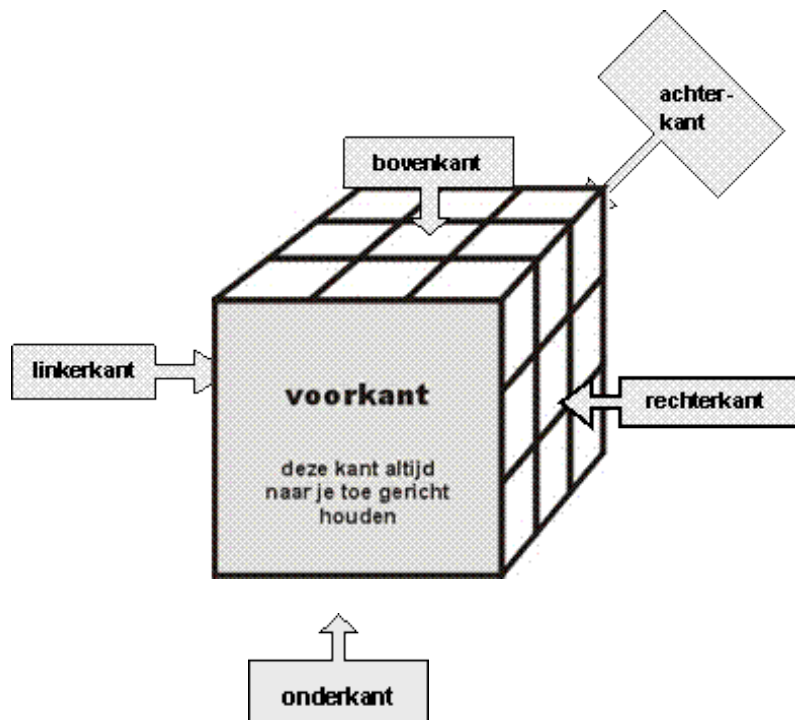 achter-
kant
bovenkant
linkerkant
voorkant
rechterkant
deze kant altijd
naar je toe gericht
houden
onderkant